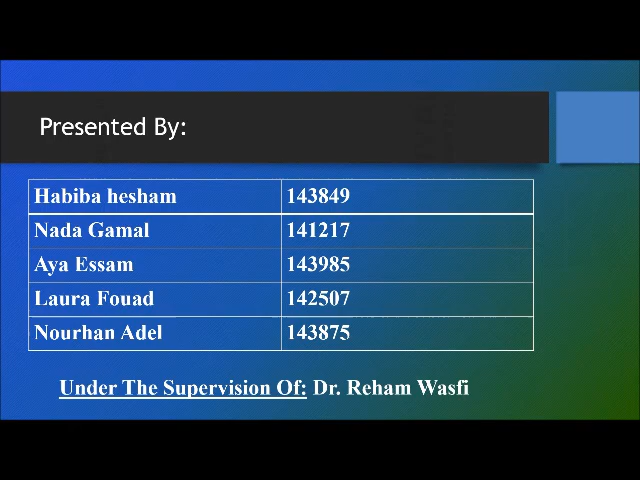 Presented By:
Habiba hesham 143849
Nada Gamal 141217
Aya Essam 143985
Laura Fouad 142507
Nourhan Adel 143875
Under The Supervision Of: Dr. Reham Wasfi